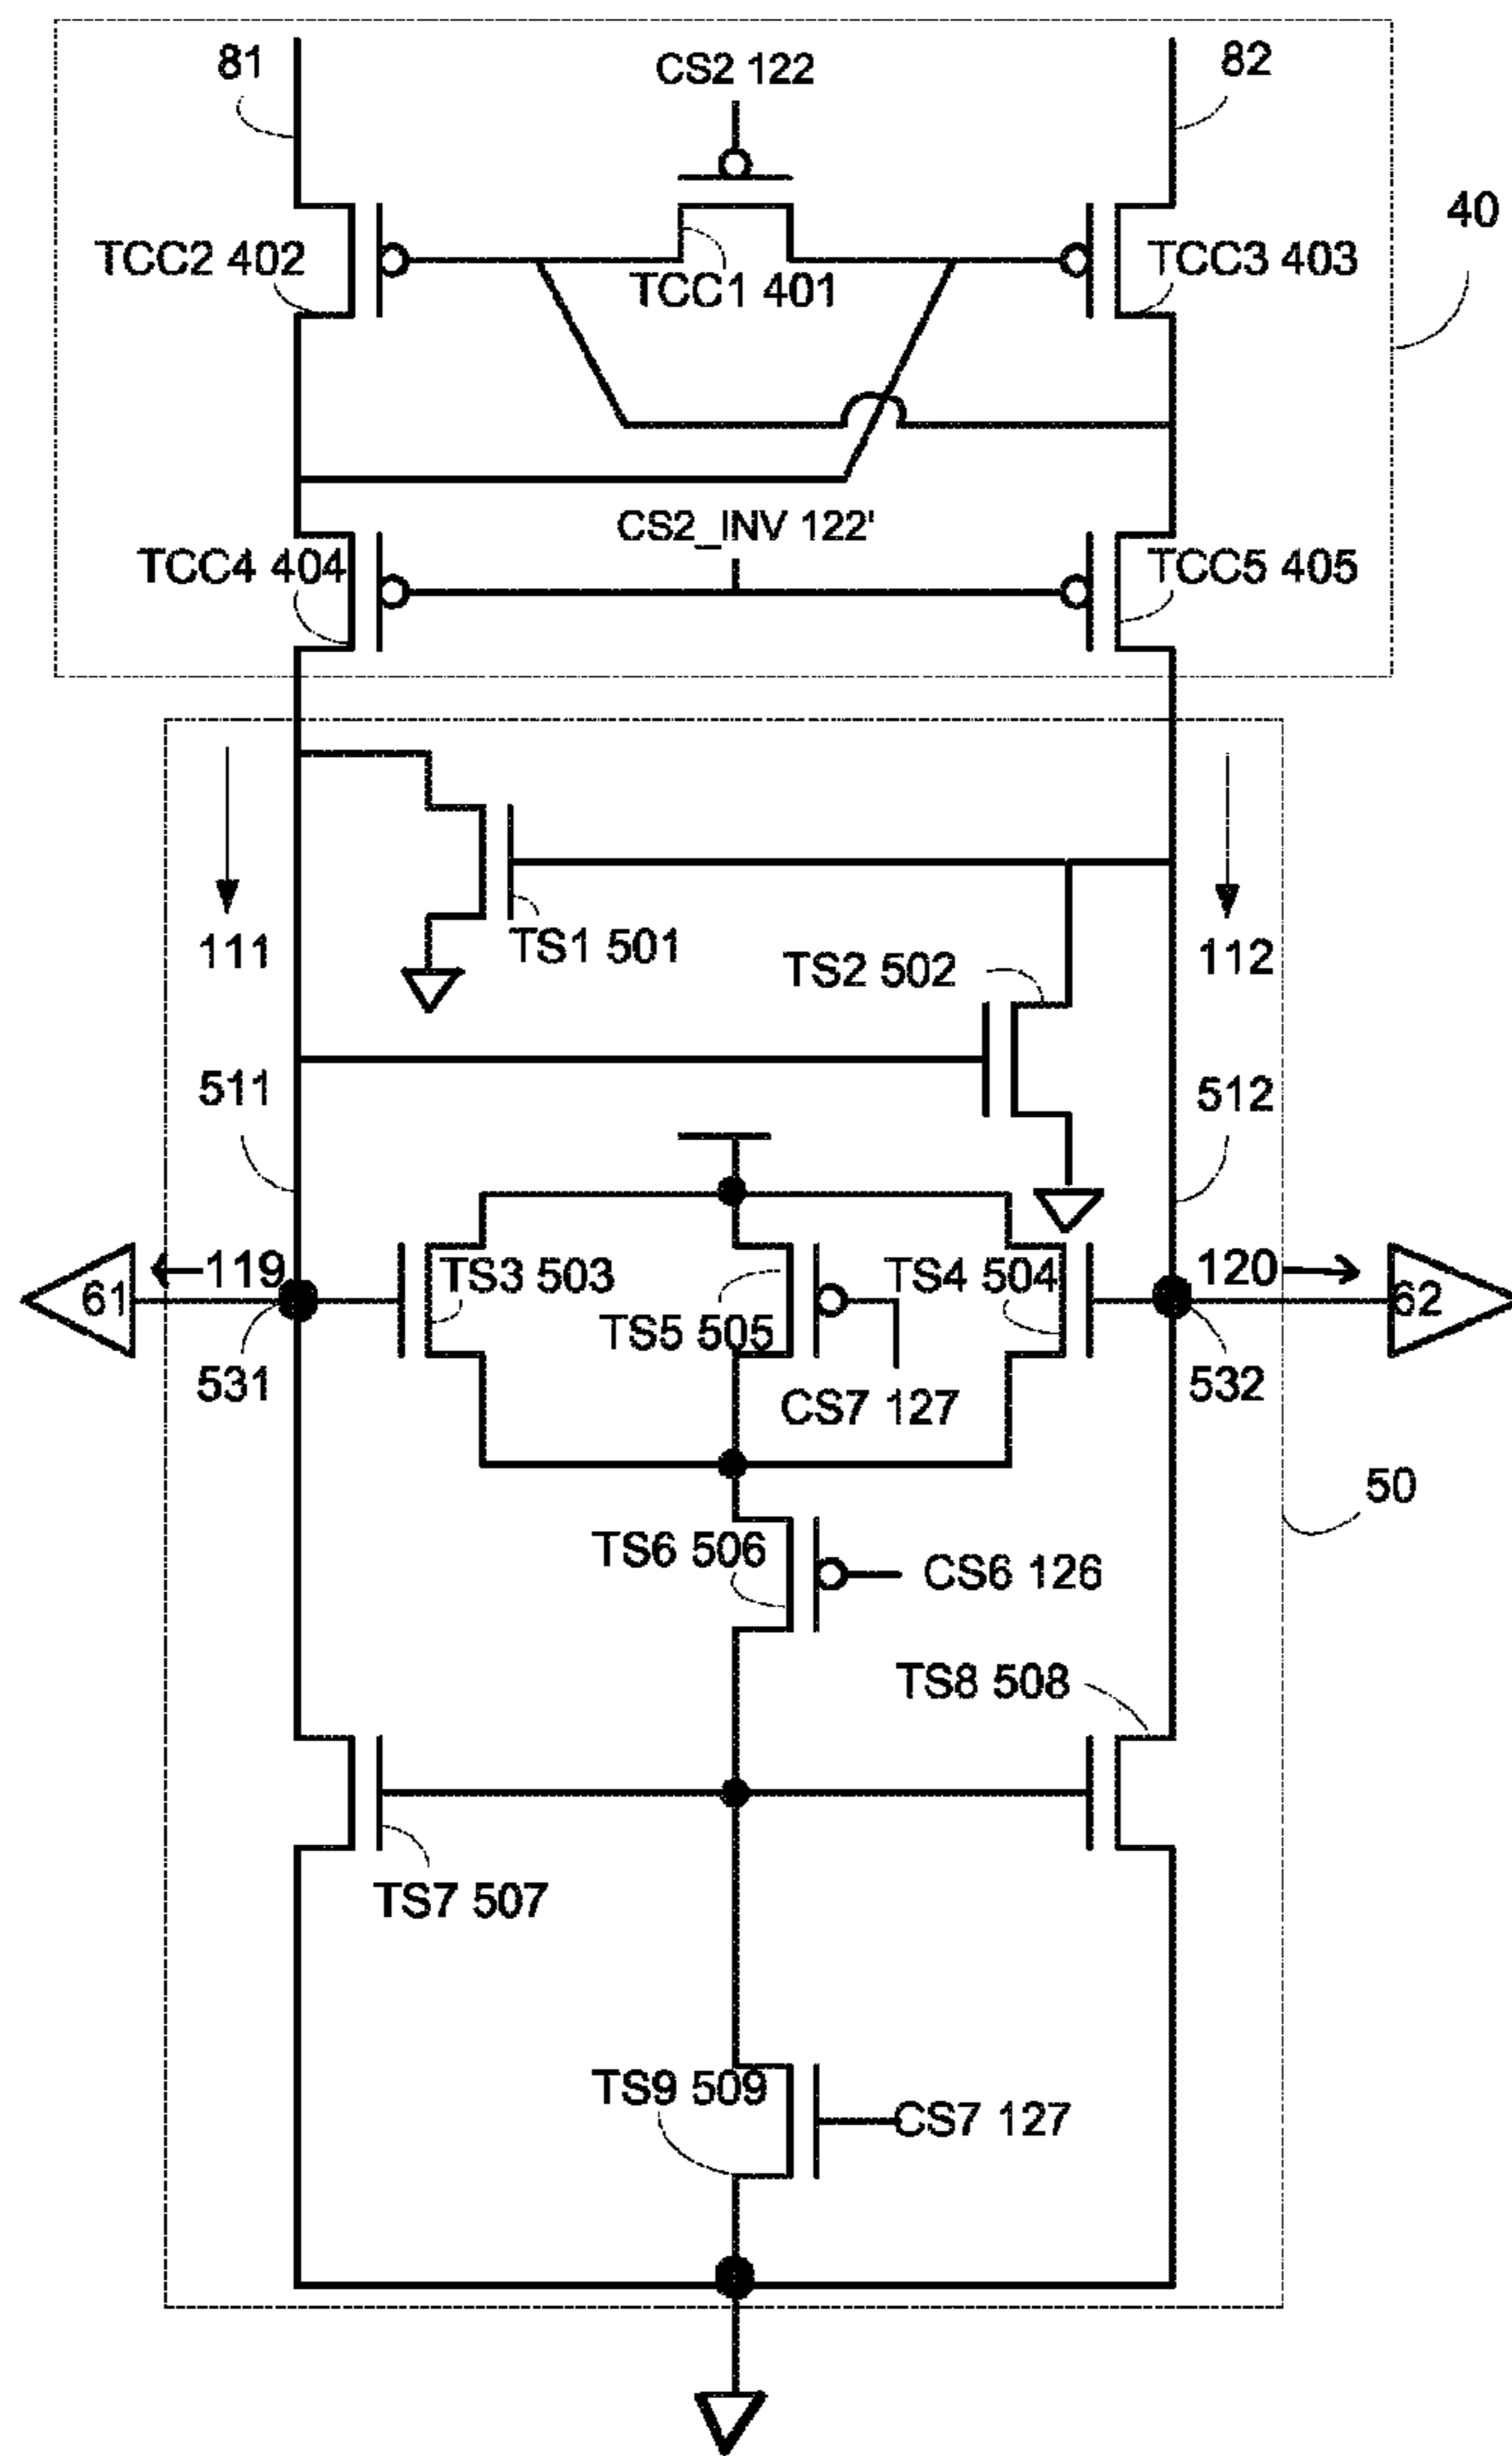 81
CS2 122
82
40
TCC2 402
TCC1 401
TCC3 403
CS2_INV 122'
TCC4 404
TCC5 405
111
TS1 501
TS2 502
112
511
512
119
TS3 503
TS4 504
120
61
62
TS5 505
531
CS7 127
532
50
TS6 506
CS6 126
TS8 508
TS7 507
TS9 509
CS7 127